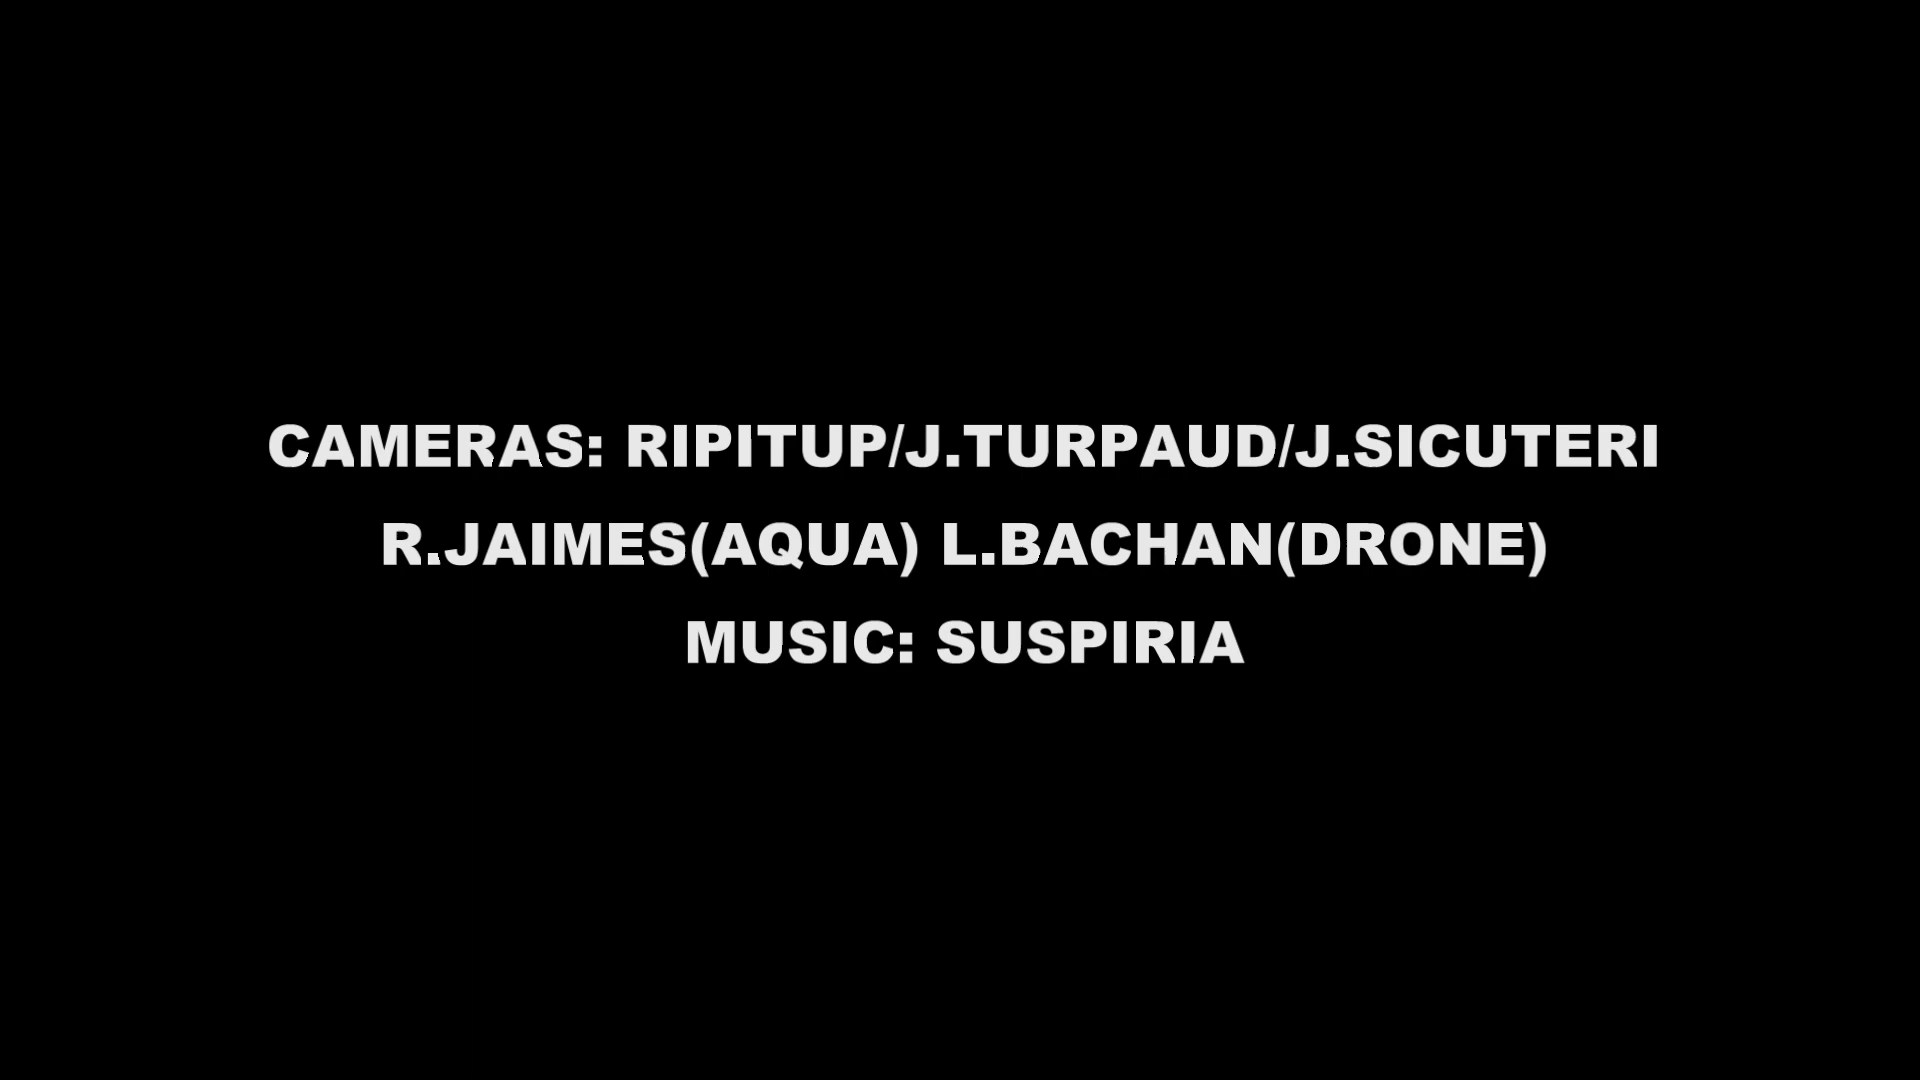 CAMERAS: RIPITUP/J.TURPAUD/J.SICUTERI
R.JAIMES(AQUA) L.BACHAN(DRONE)
MUSIC: SUSPIRIA